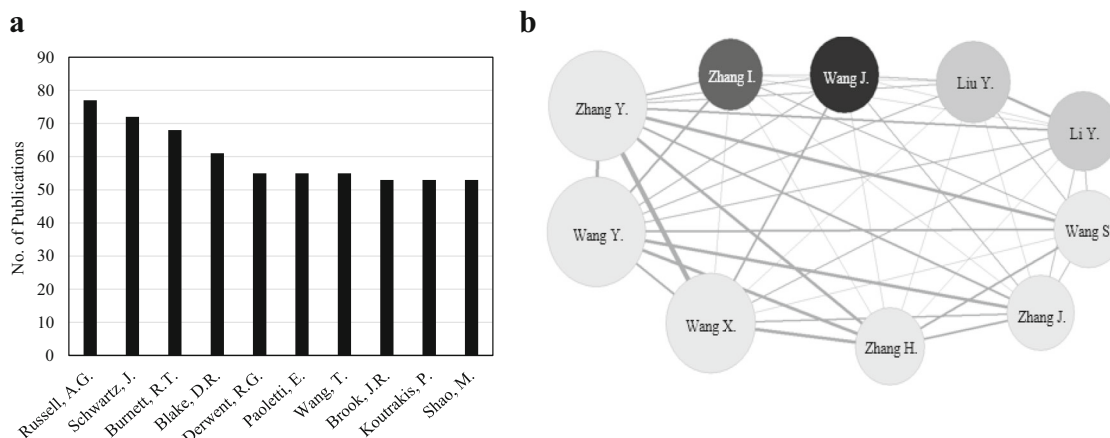 a
90
80
70
60
50
40
30
20
10
0
No. of Publications
Russell, A.G.
Schwartz, J.
Burnett, R.T.
Blake, D.R.
Derwent, R.G.
Paoletti, E.
Wang, T.
Brook, J.R.
Koutrakis, P.
Shao, M.
b
Zhang Y.
Zhang I.
Wang J.
Liu Y.
Li Y.
Wang S
Zhang J.
Zhang H.
Wang X.
Wang Y.